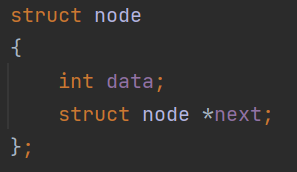 struct node
{
    int data;
    struct node *next;
};